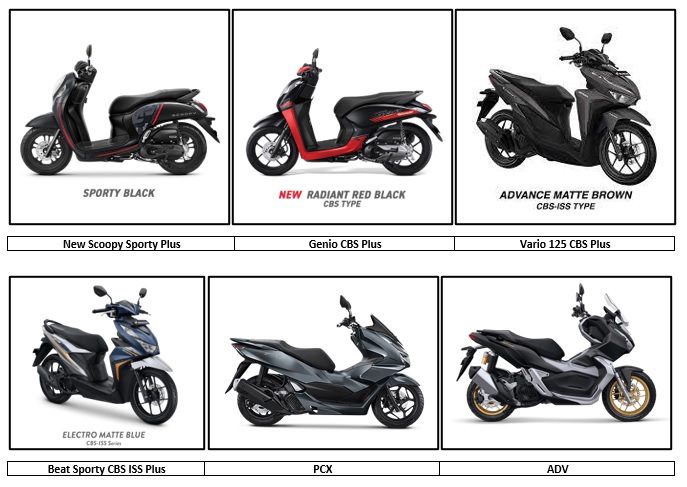 SCOOPY
SPORTY BLACK
NEW RADIANT RED BLACK
CBS TYPE
ADVANCE MATTE BROWN
CBS-ISS TYPE
New Scoopy Sporty Plus
Genio CBS Plus
Vario 125 CBS Plus
ELECTRO MATTE BLUE
CBS-ISS Series
Beat Sporty CBS ISS Plus
PCX
ADV